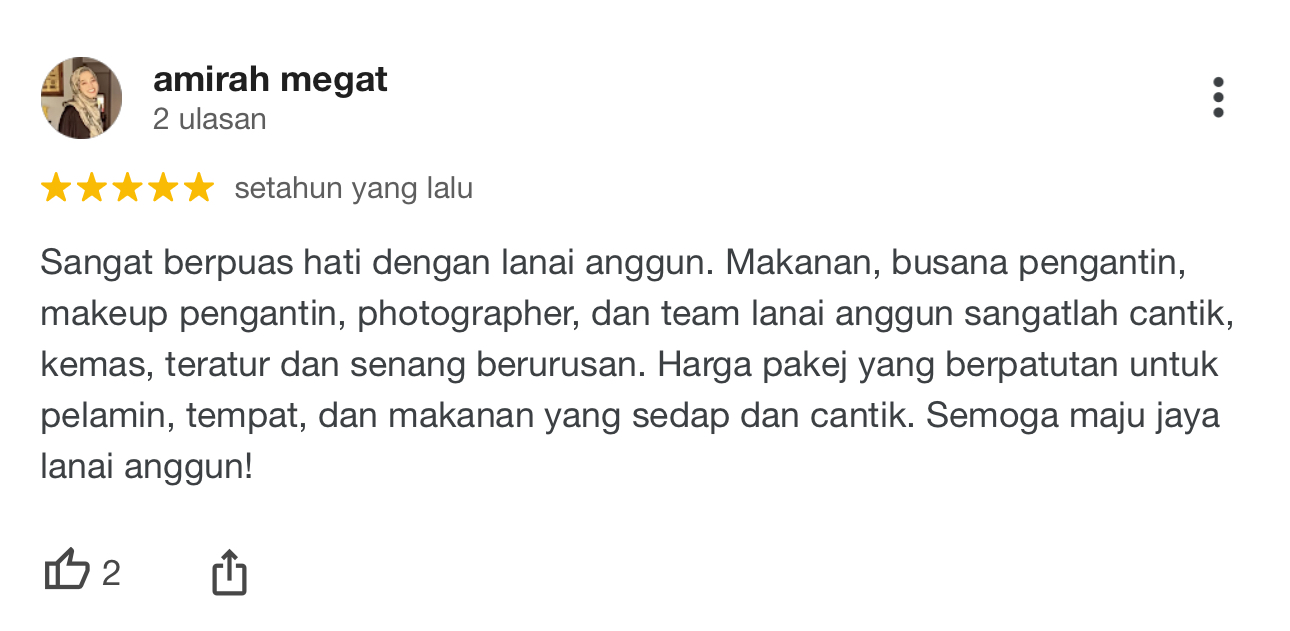 amirah megat
2 ulasan
setahun yang lalu
Sangat berpuas hati dengan lanai anggun. Makanan, busana pengantin,
makeup pengantin, photographer, dan team lanai anggun sangatlah cantik,
kemas, teratur dan senang berurusan. Harga pakej yang berpatutan untuk
pelamin, tempat, dan makanan yang sedap dan cantik. Semoga maju jaya
lanai anggun!
2